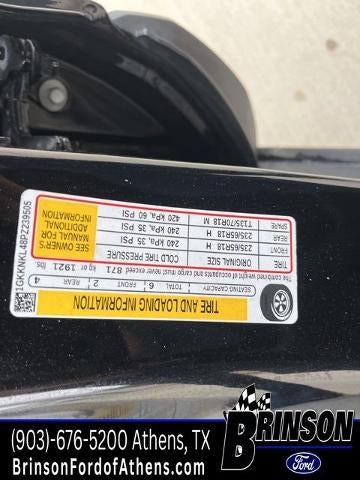 TIRE AND LOADING INFORMATION
SEATING CAPACITY TOTAL 6 FRONT 2 REAR 4
The combined weight of occupants and cargo should never exceed 871 kg or 1921 lbs
TIRE ORIGINAL SIZE COLD TIRE PRESSURE
235/65R18 H 240 kPa, 35 PSI
235/65R18 H 240 kPa, 35 PSI
SPARE T135/70R18 M 420 kPa, 60 PSI
SEE OWNER'S
MANUAL FOR
ADDITIONAL
INFORMATION
1GKKNKL48PZ239505
(903)-676-5200 Athens, TX
BrinsonFordofAthens.com
BRINSON
Ford